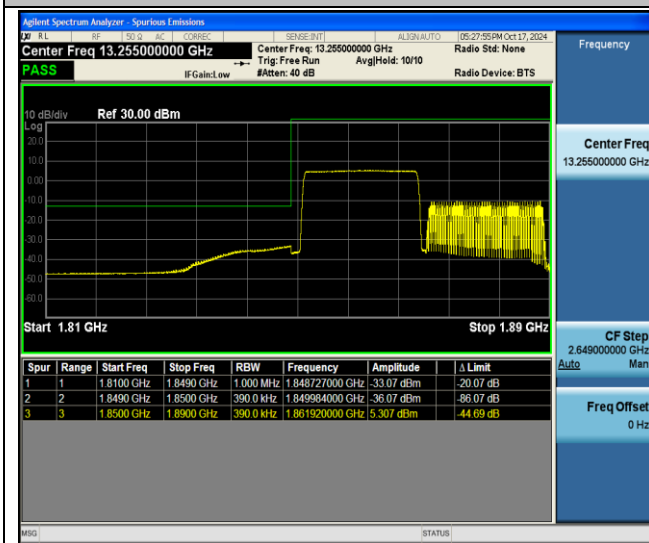 Agilent Spectrum Analyzer - Spurious Emissions
RL RF 50 Ω AC CORREC SENSE:INT ALIGNAUTO 05:27:55PM Oct 17, 2024
Center Freq 13.255000000 GHz Center Freq: 13.255000000 GHz Radio Std: None
Trig: Free Run Avg|Hold: 10/10
PASS IFGain:Low #Atten: 40 dB Radio Device: BTS
10 dB/div Ref 30.00 dBm
Log
20.0
10.0
0.00
-10.0
-20.0
-30.0
-40.0
-50.0
-60.0
Start 1.81 GHz Stop 1.89 GHz
Spur Range Start Freq Stop Freq RBW Frequency Amplitude Δ Limit
1 1 1.8100 GHz 1.8490 GHz 1.000 MHz 1.848727000 GHz -33.07 dBm -20.07 dB
2 2 1.8490 GHz 1.8500 GHz 390.0 kHz 1.849984000 GHz -36.07 dBm -86.07 dB
3 3 1.8500 GHz 1.8900 GHz 390.0 kHz 1.861920000 GHz 5.307 dBm -44.69 dB
MSG STATUS
Frequency
Center Freq
13.255000000 GHz
CF Step
2.649000000 GHz
Auto Man
Freq Offset
0 Hz